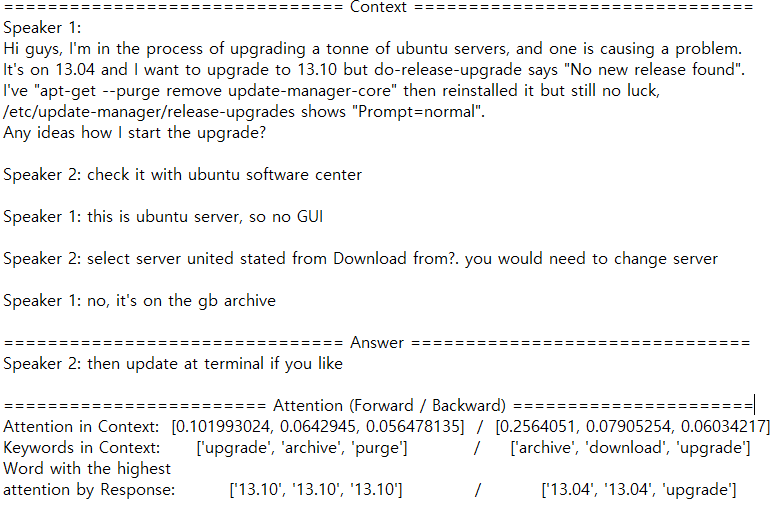 =============================== Context ===============================
Speaker 1:
Hi guys, I'm in the process of upgrading a tonne of ubuntu servers, and one is causing a problem.
It's on 13.04 and I want to upgrade to 13.10 but do-release-upgrade says "No new release found".
I've "apt-get --purge remove update-manager-core" then reinstalled it but still no luck,
/etc/update-manager/release-upgrades shows "Prompt=normal".
Any ideas how I start the upgrade?
Speaker 2: check it with ubuntu software center
Speaker 1: this is ubuntu server, so no GUI
Speaker 2: select server united stated from Download from?. you would need to change server
Speaker 1: no, it's on the gb archive
=============================== Answer ===============================
Speaker 2: then update at terminal if you like
======================== Attention (Forward / Backward) ======================
Attention in Context: [0.101993024, 0.0642945, 0.056478135] / [0.2564051, 0.07905254, 0.06034217]
Keywords in Context: ['upgrade', 'archive', 'purge'] / ['archive', 'download', 'upgrade']
Word with the highest
attention by Response: ['13.10', '13.10', '13.10'] / ['13.04', '13.04', 'upgrade']